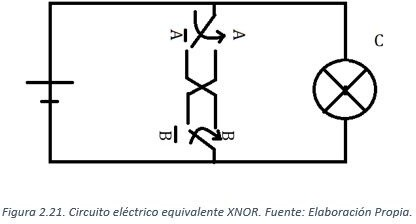 A A C
B B
Figura 2.21. Circuito eléctrico equivalente XNOR. Fuente: Elaboración Propia.